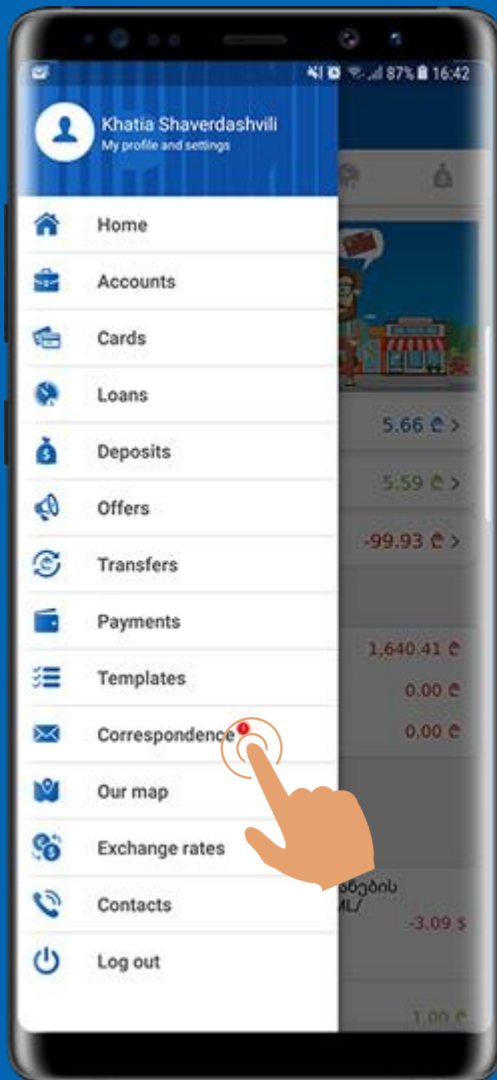 87% 16:42
Khatia Shaverdashvili
My profile and settings
Home
Accounts
Cards
Loans
Deposits
Offers
Transfers
Payments
Templates
Correspondence
Our map
Exchange rates
Contacts
Log out
5.66 ₾ >
5.59 ₾ >
-99.93 ₾ >
1,640.41 ₾
0.00 ₾
0.00 ₾
-3.09 $
1.00 ₾